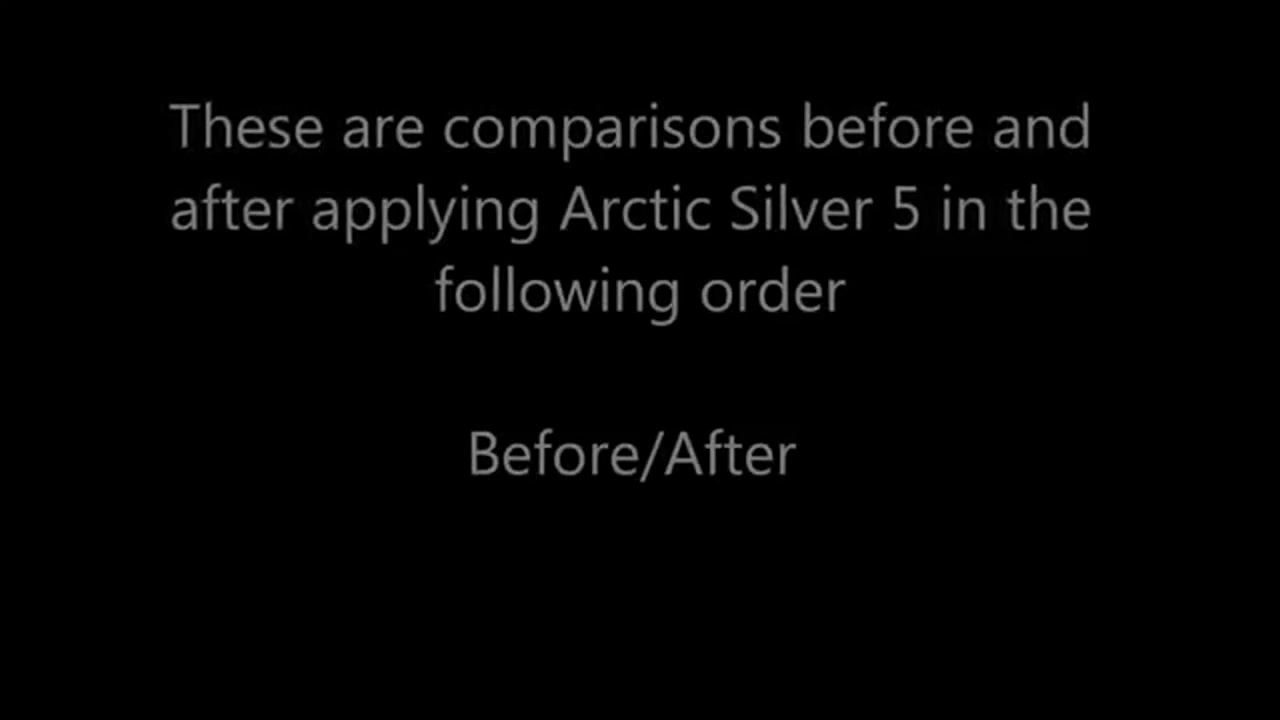 These are comparisons before and
after applying Arctic Silver 5 in the
following order
Before/After